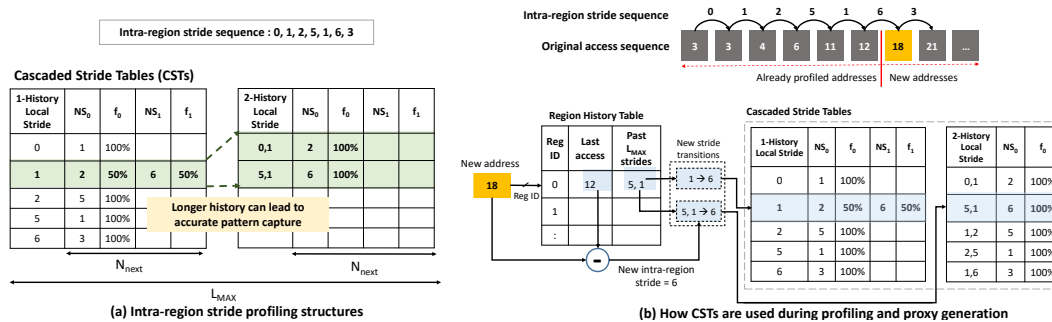 Intra-region stride sequence : 0, 1, 2, 5, 1, 6, 3
Cascaded Stride Tables (CSTs)
1-History Local Stride NS0 f0 NS1 f1
0 1 100%
1 2 50% 6 50%
2 5 100%
5 1 100%
6 3 100%
2-History Local Stride NS0 f0 NS1 f1
0,1 2 100%
5,1 6 100%
Longer history can lead to
accurate pattern capture
Nnext
Nnext
LMAX
(a) Intra-region stride profiling structures
Intra-region stride sequence
0 1 2 5 1 6 3
Original access sequence
3 3 4 6 11 12 18 21 ...
Already profiled addresses
New addresses
Region History Table
Reg ID Last access Past LMAX strides
0 12 5, 1
1
:
New address
18
Reg ID
New stride
transitions
1 → 6
5, 1 → 6
-
New intra-region
stride = 6
Cascaded Stride Tables
1-History Local Stride NS0 f0 NS1 f1
0 1 100%
1 2 50% 6 50%
2 5 100%
5 1 100%
6 3 100%
2-History Local Stride NS0 f0
0,1 2 100%
5,1 6 100%
1,2 5 100%
2,5 1 100%
1,6 3 100%
(b) How CSTs are used during profiling and proxy generation